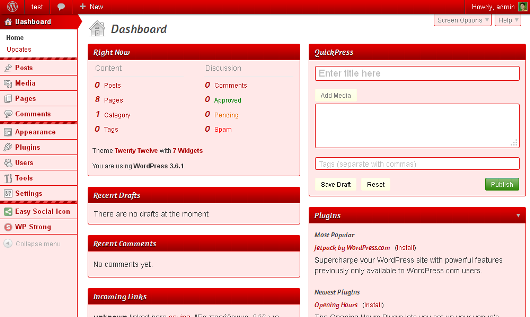 test
+ New
Howdy, admin
Dashboard
Home
Updates
Posts
Media
Pages
Comments
Appearance
Plugins
Users
Tools
Settings
Easy Social Icon
WP Strong
Collapse menu
Screen Options
Help
Dashboard
Right Now
Content
Discussion
0 Posts
0 Comments
8 Pages
0 Approved
1 Category
0 Pending
0 Tags
0 Spam
Theme Twenty Twelve with 7 Widgets
You are using WordPress 3.6.1.
Recent Drafts
There are no drafts at the moment
Recent Comments
No comments yet.
Incoming Links
QuickPress
Enter title here
Add Media
Tags (separate with commas)
Save Draft
Reset
Publish
Plugins
Most Popular
Jetpack by WordPress.com (Install)
Supercharge your WordPress site with powerful features
previously only available to WordPress.com users.
Newest Plugins
Opening Hours (Install)